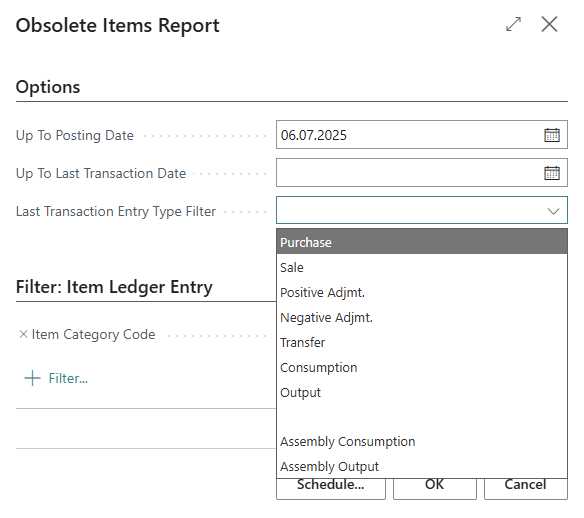 Obsolete Items Report
Options
Up To Posting Date 06.07.2025
Up To Last Transaction Date
Last Transaction Entry Type Filter
Purchase
Sale
Positive Adjmt.
Negative Adjmt.
Transfer
Consumption
Output
Assembly Consumption
Assembly Output
Filter: Item Ledger Entry
× Item Category Code
+ Filter...
Schedule... OK Cancel